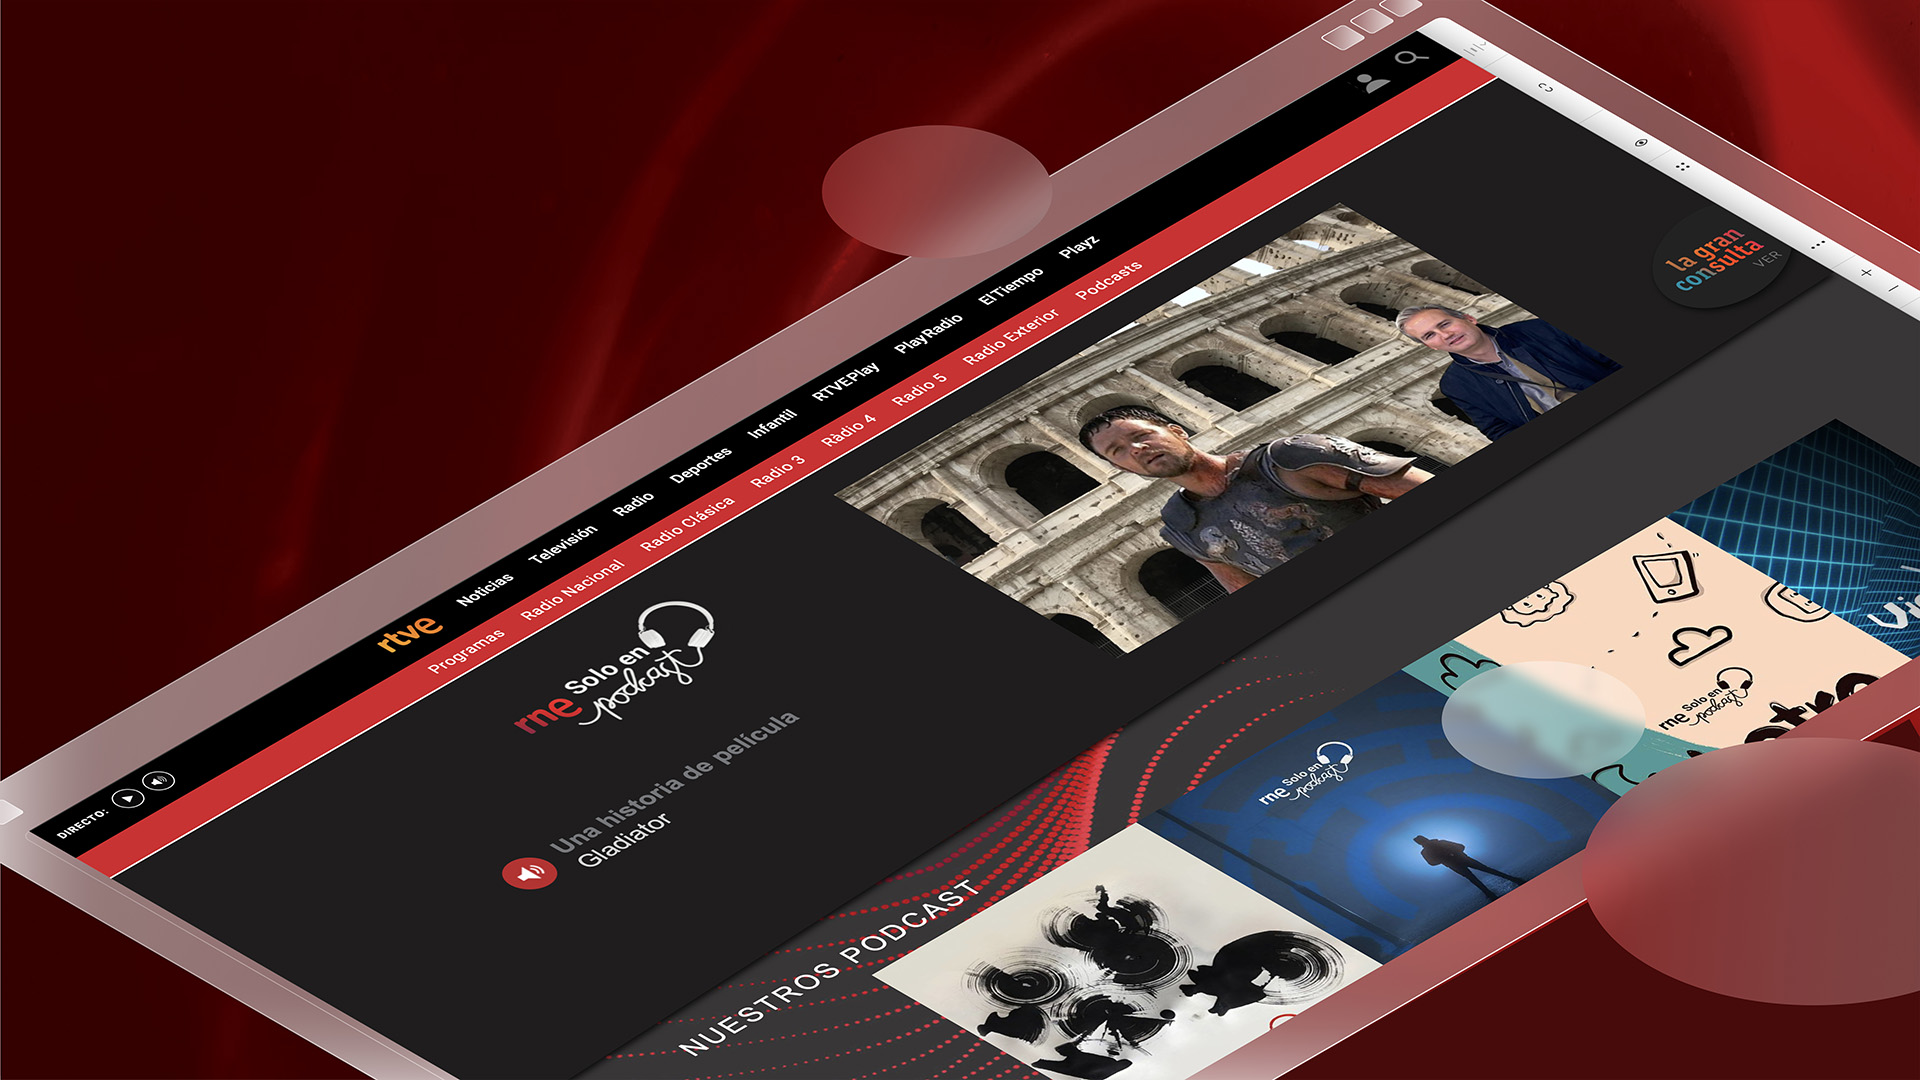 DIRECTO:
rtve Noticias Televisión Radio Deportes Infantil RTVEPlay PlayRadio ElTiempo Playz
Programas Radio Nacional Radio Clásica Radio 3 Ràdio 4 Radio 5 Radio Exterior Podcasts
rne Solo en
podcast
Una historia de película
Gladiator
la gran
consulta
VER
NUESTROS PODCAST
rne Solo en
podcast
rne Solo en
podcast